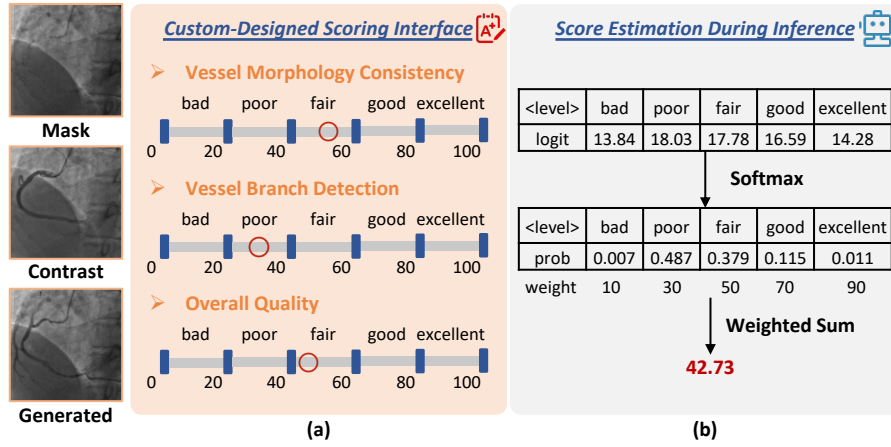 Mask
Contrast
Generated
Custom-Designed Scoring Interface
A+
➢ Vessel Morphology Consistency
bad poor fair good excellent
0 20 40 60 80 100
➢ Vessel Branch Detection
bad poor fair good excellent
0 20 40 60 80 100
➢ Overall Quality
bad poor fair good excellent
0 20 40 60 80 100
(a)
Score Estimation During Inference
<level> bad poor fair good excellent
logit 13.84 18.03 17.78 16.59 14.28
Softmax
<level> bad poor fair good excellent
prob 0.007 0.487 0.379 0.115 0.011
weight 10 30 50 70 90
Weighted Sum
42.73
(b)